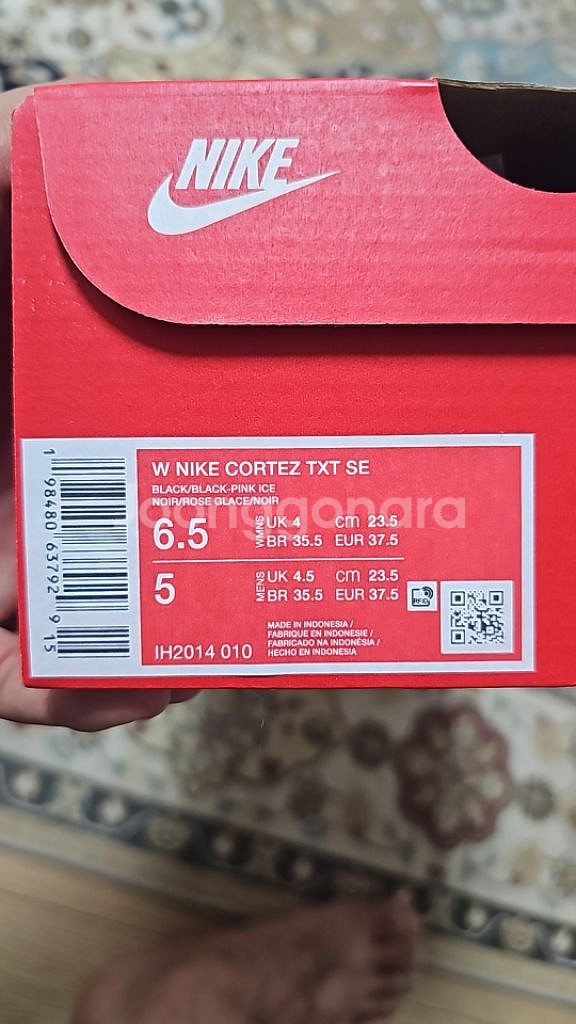 NIKE
W NIKE CORTEZ TXT SE
BLACK/BLACK-PINK ICE
NOIR/ROSE GLACE/NOIR
6.5 WMNS UK 4 cm 23.5
BR 35.5 EUR 37.5
5 MENS UK 4.5 cm 23.5
BR 35.5 EUR 37.5
RFID
MADE IN INDONESIA /
FABRIQUE EN INDONESIE /
FABRICADO NA INDONÉSIA /
HECHO EN INDONESIA
IH2014 010
1 98480 63792 9 15